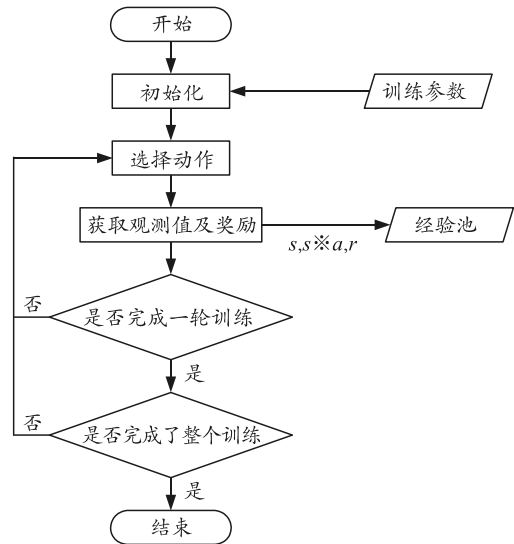 开始
初始化
训练参数
选择动作
获取观测值及奖励
经验池
s,s※a,r
是否完成一轮训练
否
是
是否完成了整个训练
否
是
结束